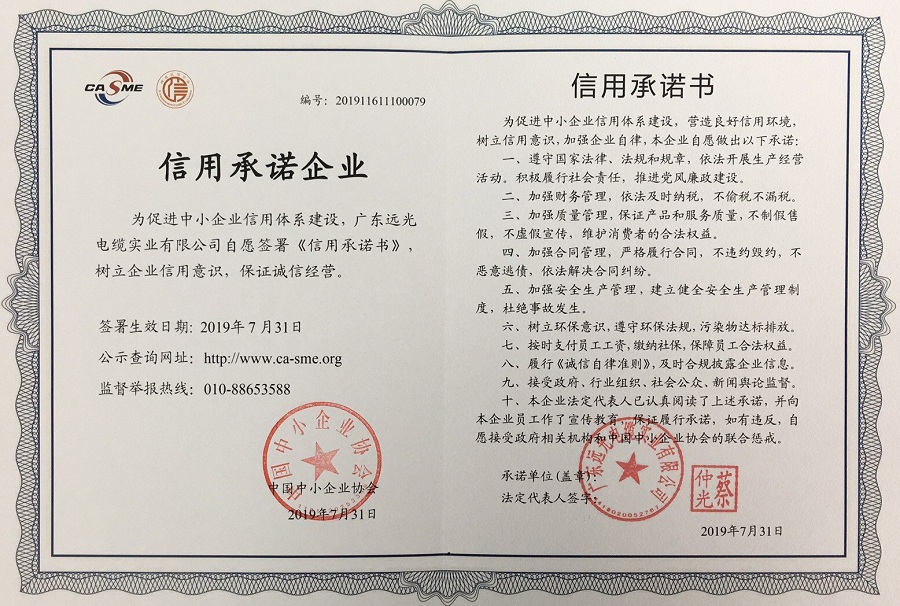 CASME
信
编号：201911611100079
信用承诺企业
为促进中小企业信用体系建设，广东远光
电缆实业有限公司自愿签署《信用承诺书》，
树立企业信用意识，保证诚信经营。
签署生效日期：2019年7月31日
公示查询网址：http://www.ca-sme.org
监督举报热线：010-88653588
中国中小企业协会
中国中小企业协会
2019年7月31日
信用承诺书
为促进中小企业信用体系建设，营造良好信用环境，
树立信用意识，加强企业自律，本企业自愿做出以下承诺：
一、遵守国家法律、法规和规章，依法开展生产经营
活动。积极履行社会责任，推进党风廉政建设。
二、加强财务管理，依法及时纳税，不偷税不漏税。
三、加强质量管理，保证产品和服务质量，不制假售
假，不虚假宣传，维护消费者的合法权益。
四、加强合同管理，严格履行合同，不违约毁约，不
恶意逃债，依法解决合同纠纷。
五、加强安全生产管理，建立健全安全生产管理制
度，杜绝事故发生。
六、树立环保意识，遵守环保法规，污染物达标排放。
七、按时支付员工工资，缴纳社保，保障员工合法权益。
八、履行《诚信自律准则》，及时合规披露企业信息。
九、接受政府、行业组织、社会公众、新闻舆论监督。
十、本企业法定代表人已认真阅读了上述承诺，并向
本企业员工作了宣传教育，保证履行承诺，如有违反，自
愿接受政府相关机构和中国中小企业协会的联合惩戒。
承诺单位(盖章)：
广东远光电缆实业有限公司
法定代表人签字：
蔡仲光
2019年7月31日